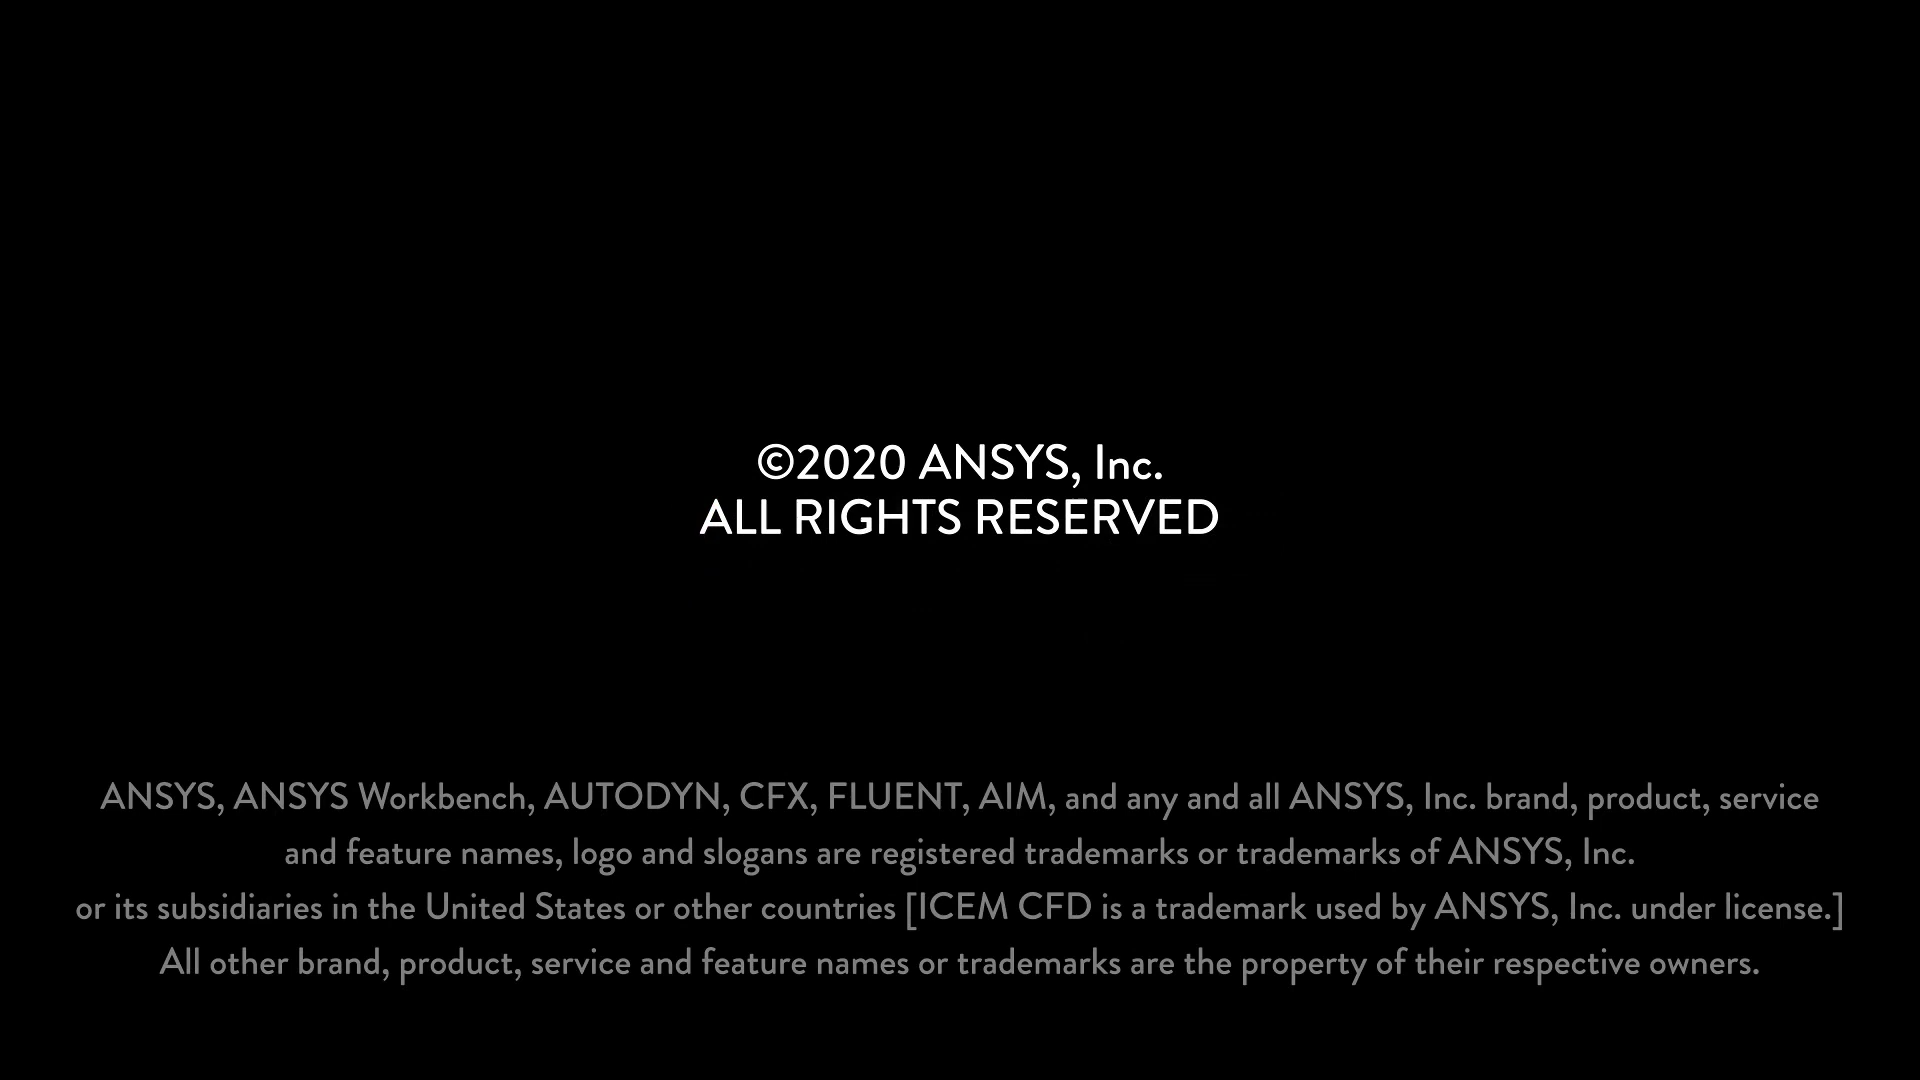 ©2020 ANSYS, Inc.
ALL RIGHTS RESERVED
ANSYS, ANSYS Workbench, AUTODYN, CFX, FLUENT, AIM, and any and all ANSYS, Inc. brand, product, service
and feature names, logo and slogans are registered trademarks or trademarks of ANSYS, Inc.
or its subsidiaries in the United States or other countries [ICEM CFD is a trademark used by ANSYS, Inc. under license.]
All other brand, product, service and feature names or trademarks are the property of their respective owners.